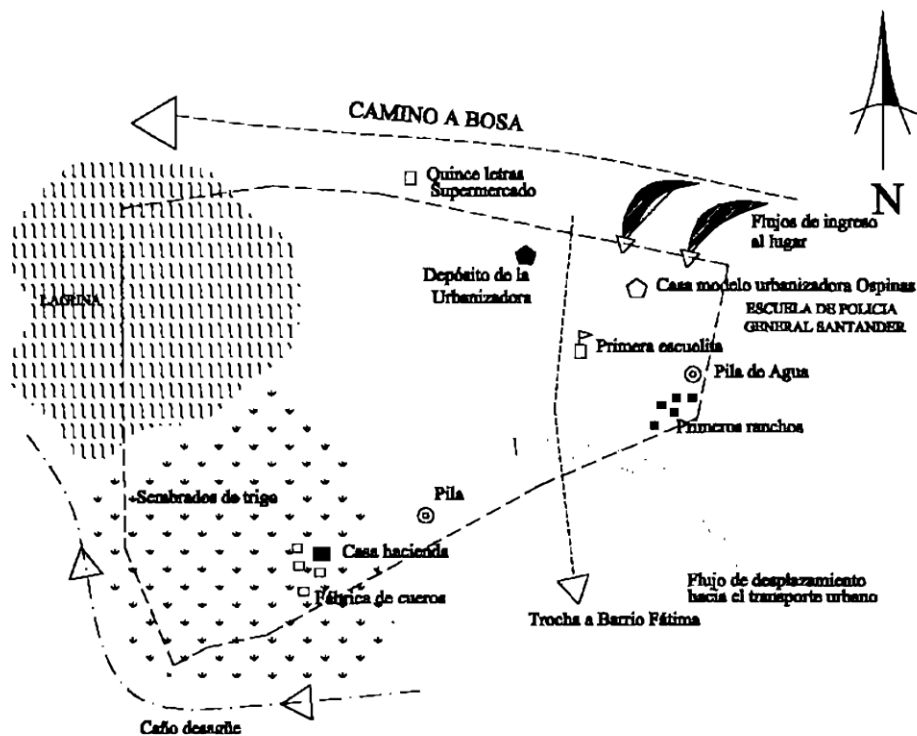 CAMINO A BOSA
N
Quince letras
Supermercado
Flujos de ingreso
al lugar
Depósito de la
Urbanizadora
Casa modelo urbanizadora Ospinas
ESCUELA DE POLICIA
GENERAL SANTANDER
LAGRINA
Primera escuelita
Pila de Agua
Primeros ranchos
Sembrados de trigo
Pila
Casa hacienda
Fábrica de cueros
Flujo de desplazamiento
hacia el transporte urbano
Trocha a Barrio Fátima
Caño desagüe